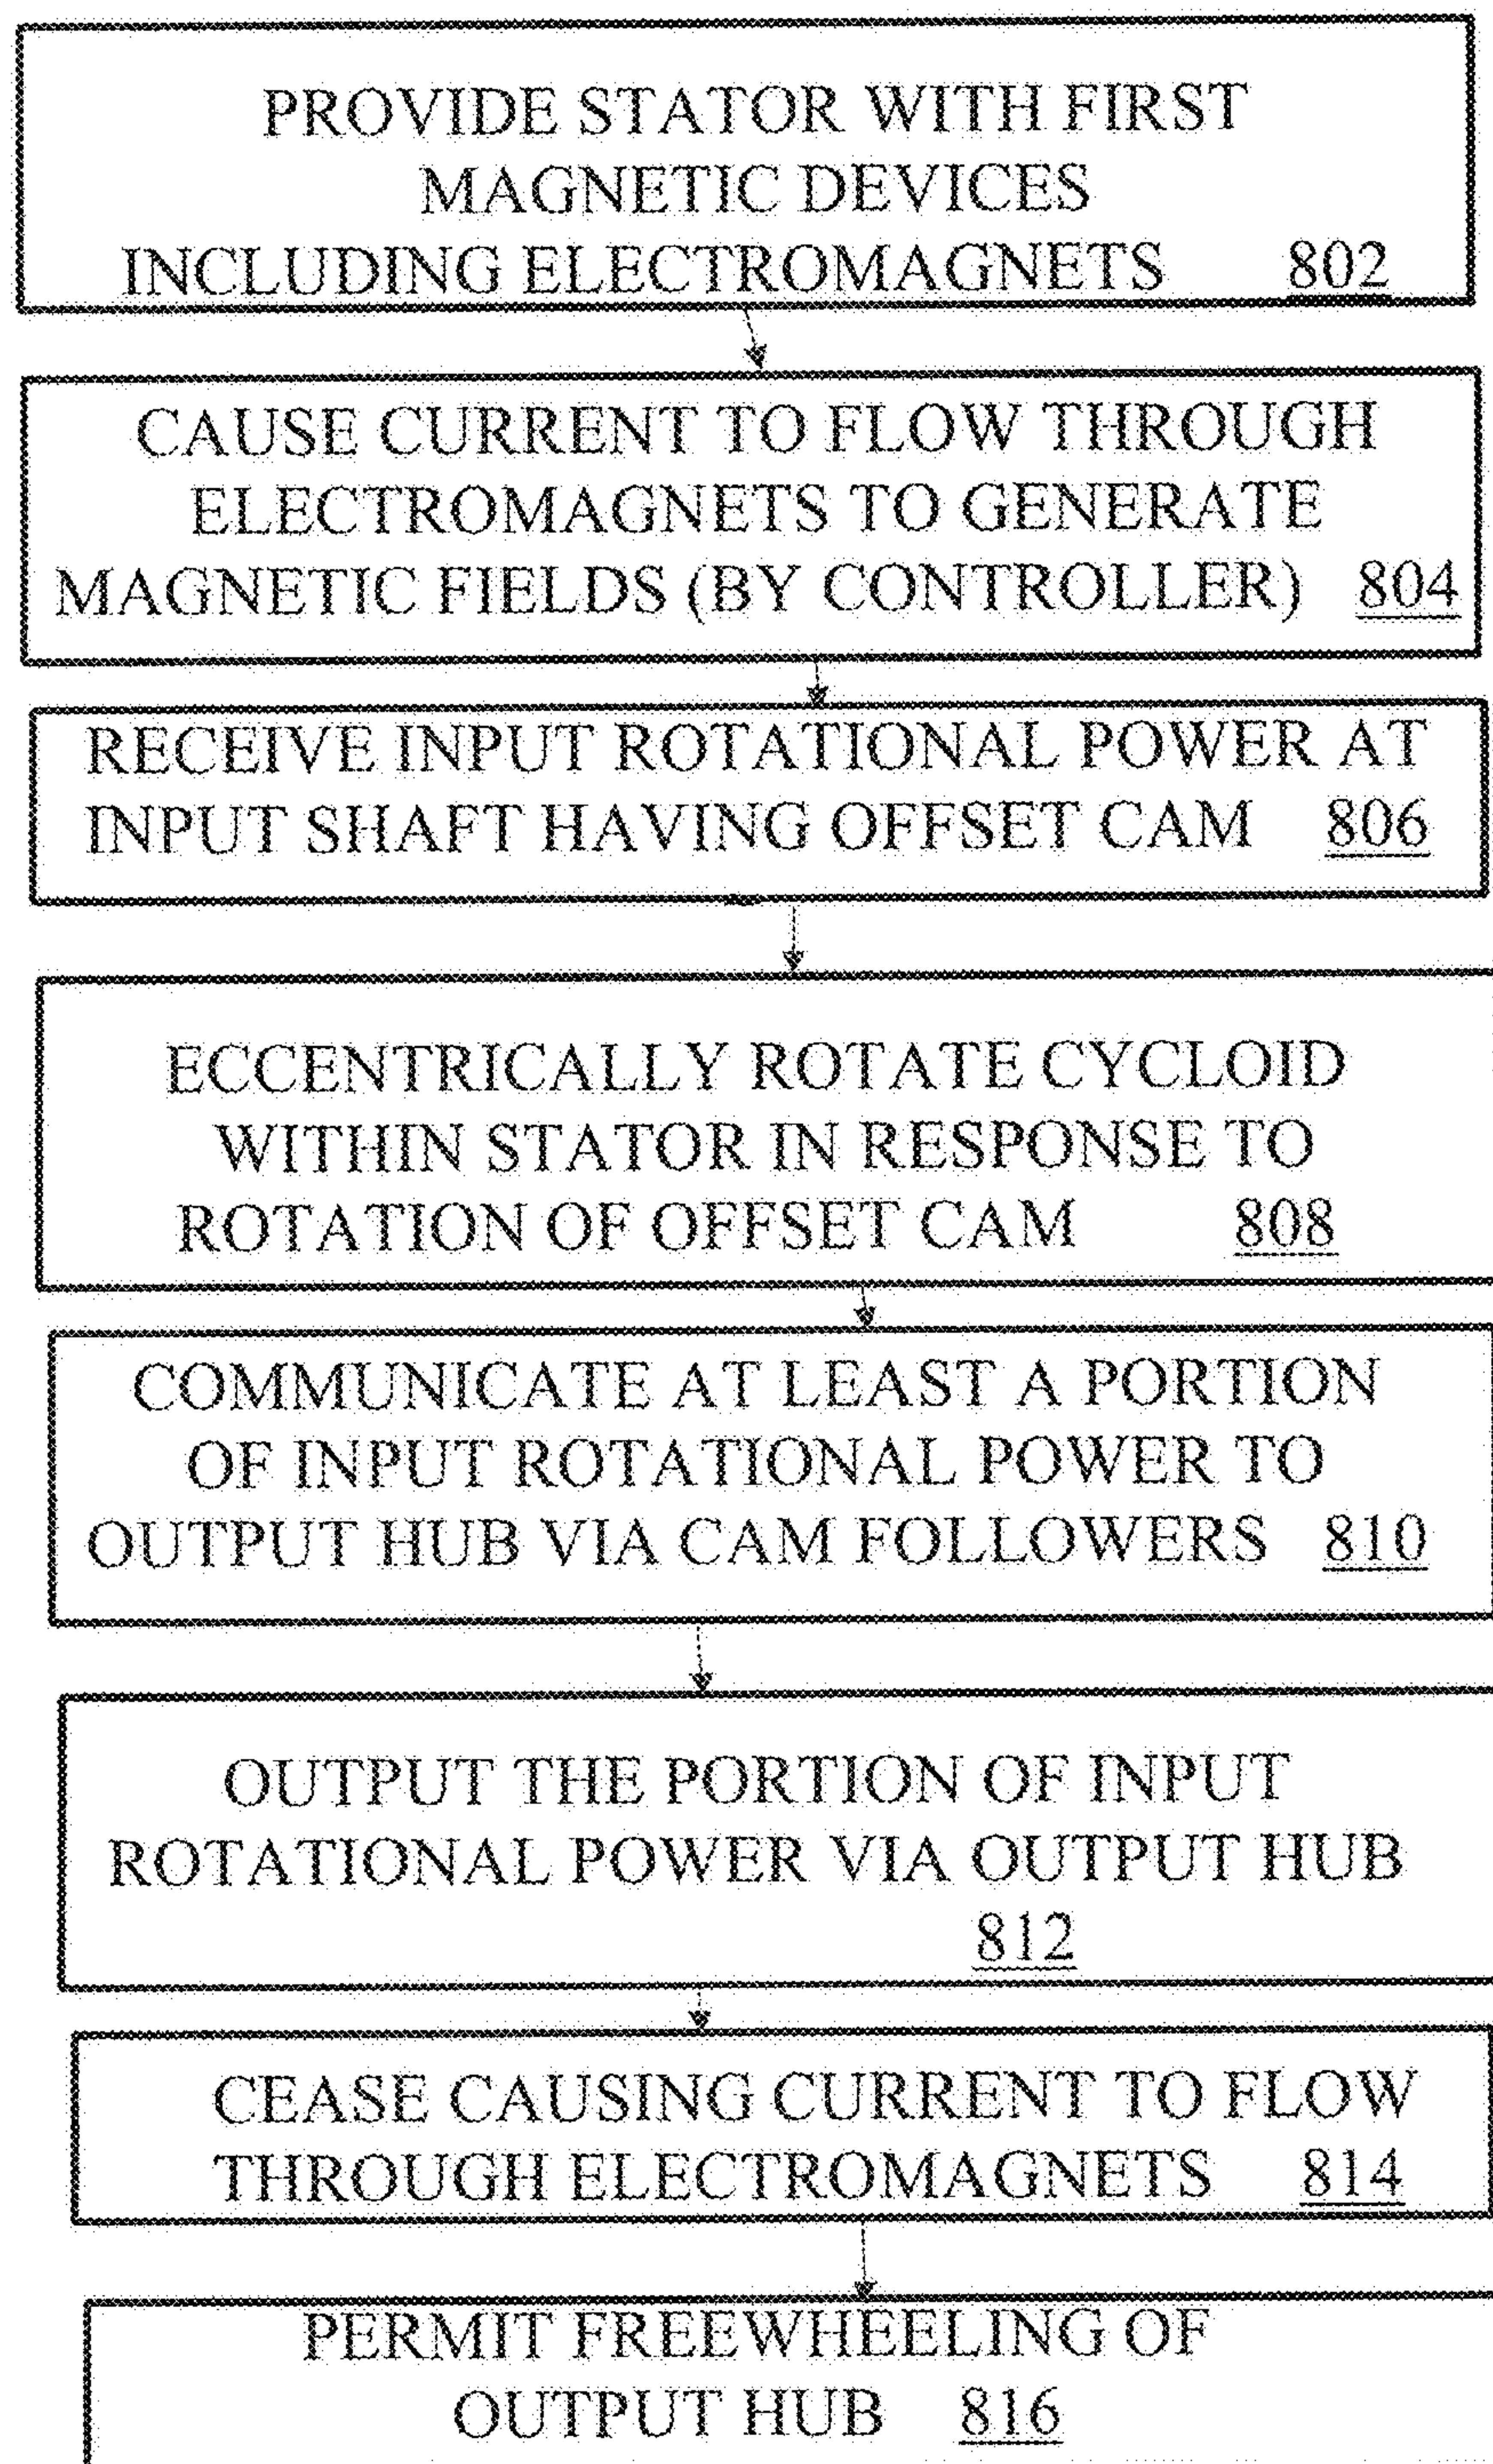 PROVIDE STATOR WITH FIRST
MAGNETIC DEVICES
INCLUDING ELECTROMAGNETS 802
CAUSE CURRENT TO FLOW THROUGH
ELECTROMAGNETS TO GENERATE
MAGNETIC FIELDS (BY CONTROLLER) 804
RECEIVE INPUT ROTATIONAL POWER AT
INPUT SHAFT HAVING OFFSET CAM 806
ECCENTRICALLY ROTATE CYCLOID
WITHIN STATOR IN RESPONSE TO
ROTATION OF OFFSET CAM 808
COMMUNICATE AT LEAST A PORTION
OF INPUT ROTATIONAL POWER TO
OUTPUT HUB VIA CAM FOLLOWERS 810
OUTPUT THE PORTION OF INPUT
ROTATIONAL POWER VIA OUTPUT HUB
812
CEASE CAUSING CURRENT TO FLOW
THROUGH ELECTROMAGNETS 814
PERMIT FREEWHEELING OF
OUTPUT HUB 816